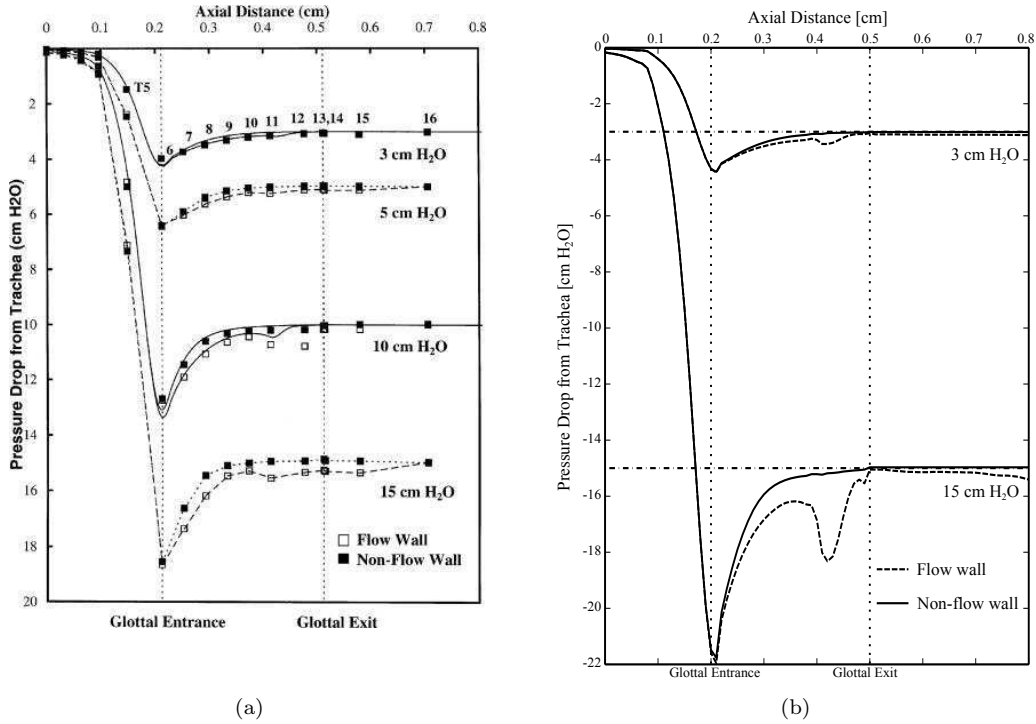 Axial Distance (cm)
0 0.1 0.2 0.3 0.4 0.5 0.6 0.7 0.8
Pressure Drop from Trachea (cm H2O)
2
4
6
8
10
12
14
16
18
20
T5
6
7
8
9
10
11
12
13,14
15
16
3 cm H₂O
5 cm H₂O
10 cm H₂O
15 cm H₂O
Flow Wall
Non-Flow Wall
Glottal Entrance
Glottal Exit
(a)
Axial Distance [cm]
0 0.1 0.2 0.3 0.4 0.5 0.6 0.7 0.8
Pressure Drop from Trachea [cm H₂O]
0
-2
-4
-6
-8
-10
-12
-14
-16
-18
-20
-22
3 cm H₂O
15 cm H₂O
Flow wall
Non-flow wall
Glottal Entrance
Glottal Exit
(b)